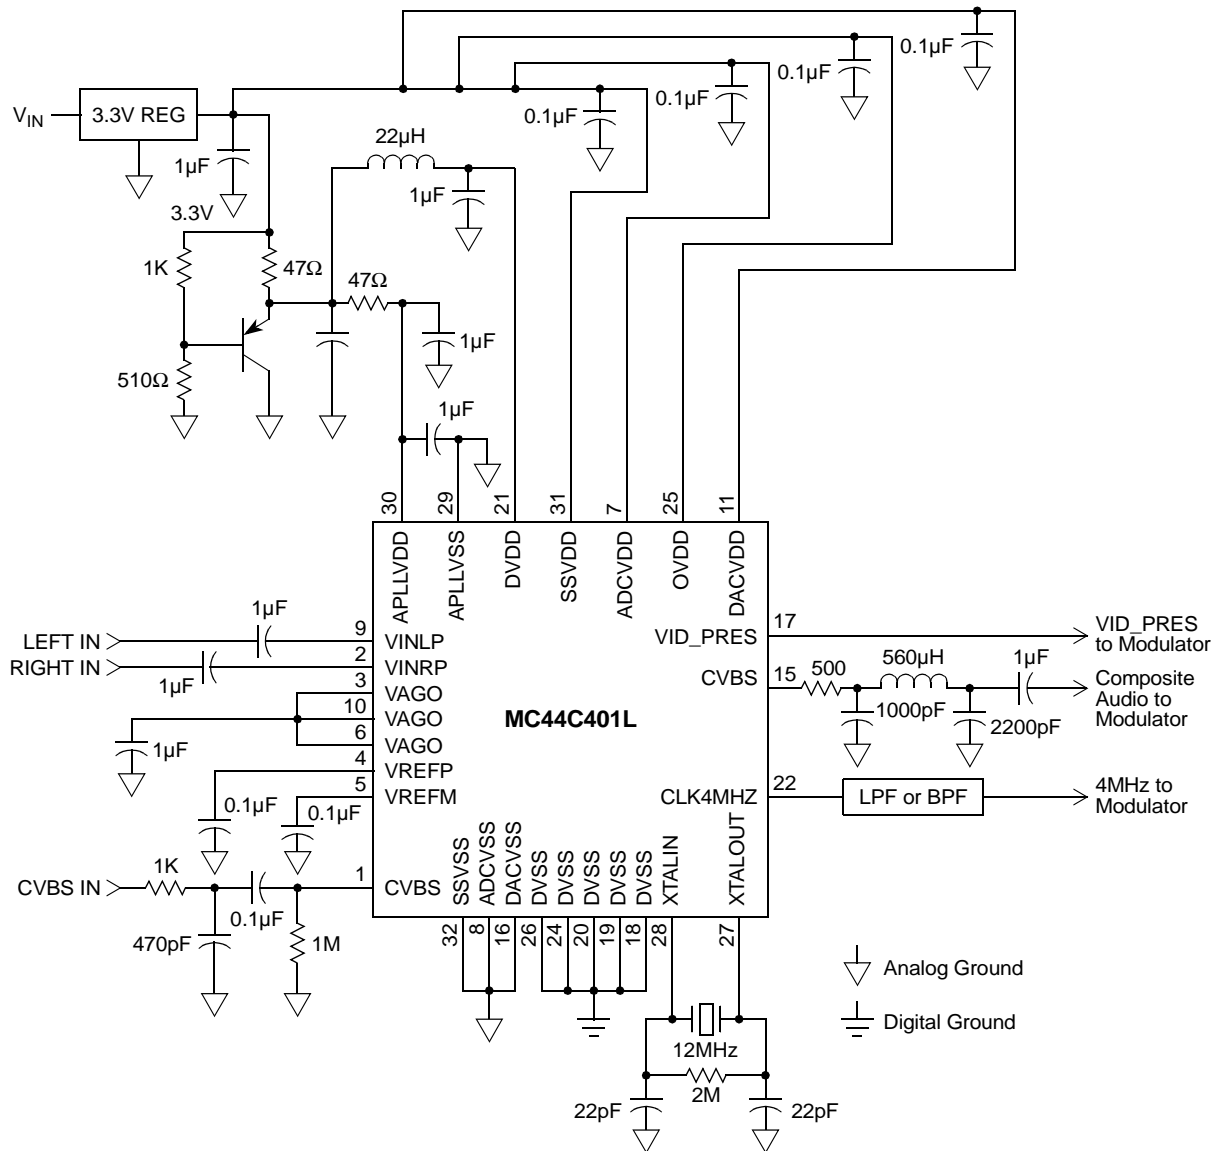 0.1µF
0.1µF
0.1µF
0.1µF
V_IN
3.3V REG
1µF
22µH
1µF
3.3V
1K
47Ω
47Ω
1µF
510Ω
1µF
30
29
21
31
7
25
11
APLLVDD
APLLVSS
DVDD
SSVDD
ADCVDD
OVDD
DACVDD
LEFT IN
1µF
9
VINLP
RIGHT IN
1µF
2
VINRP
3
VAGO
10
VAGO
6
VAGO
1µF
4
VREFP
0.1µF
5
VREFM
0.1µF
CVBS IN
1K
0.1µF
470pF
1M
1
CVBS
MC44C401L
VID_PRES
17
VID_PRES
to Modulator
CVBS
15
500
560µH
1µF
1000pF
2200pF
Composite
Audio to
Modulator
CLK4MHZ
22
LPF or BPF
4MHz to
Modulator
SSVSS
ADCVSS
DACVSS
DVSS
DVSS
DVSS
DVSS
DVSS
XTALIN
XTALOUT
32
8
16
26
24
20
19
18
28
27
12MHz
2M
22pF
22pF
Analog Ground
Digital Ground